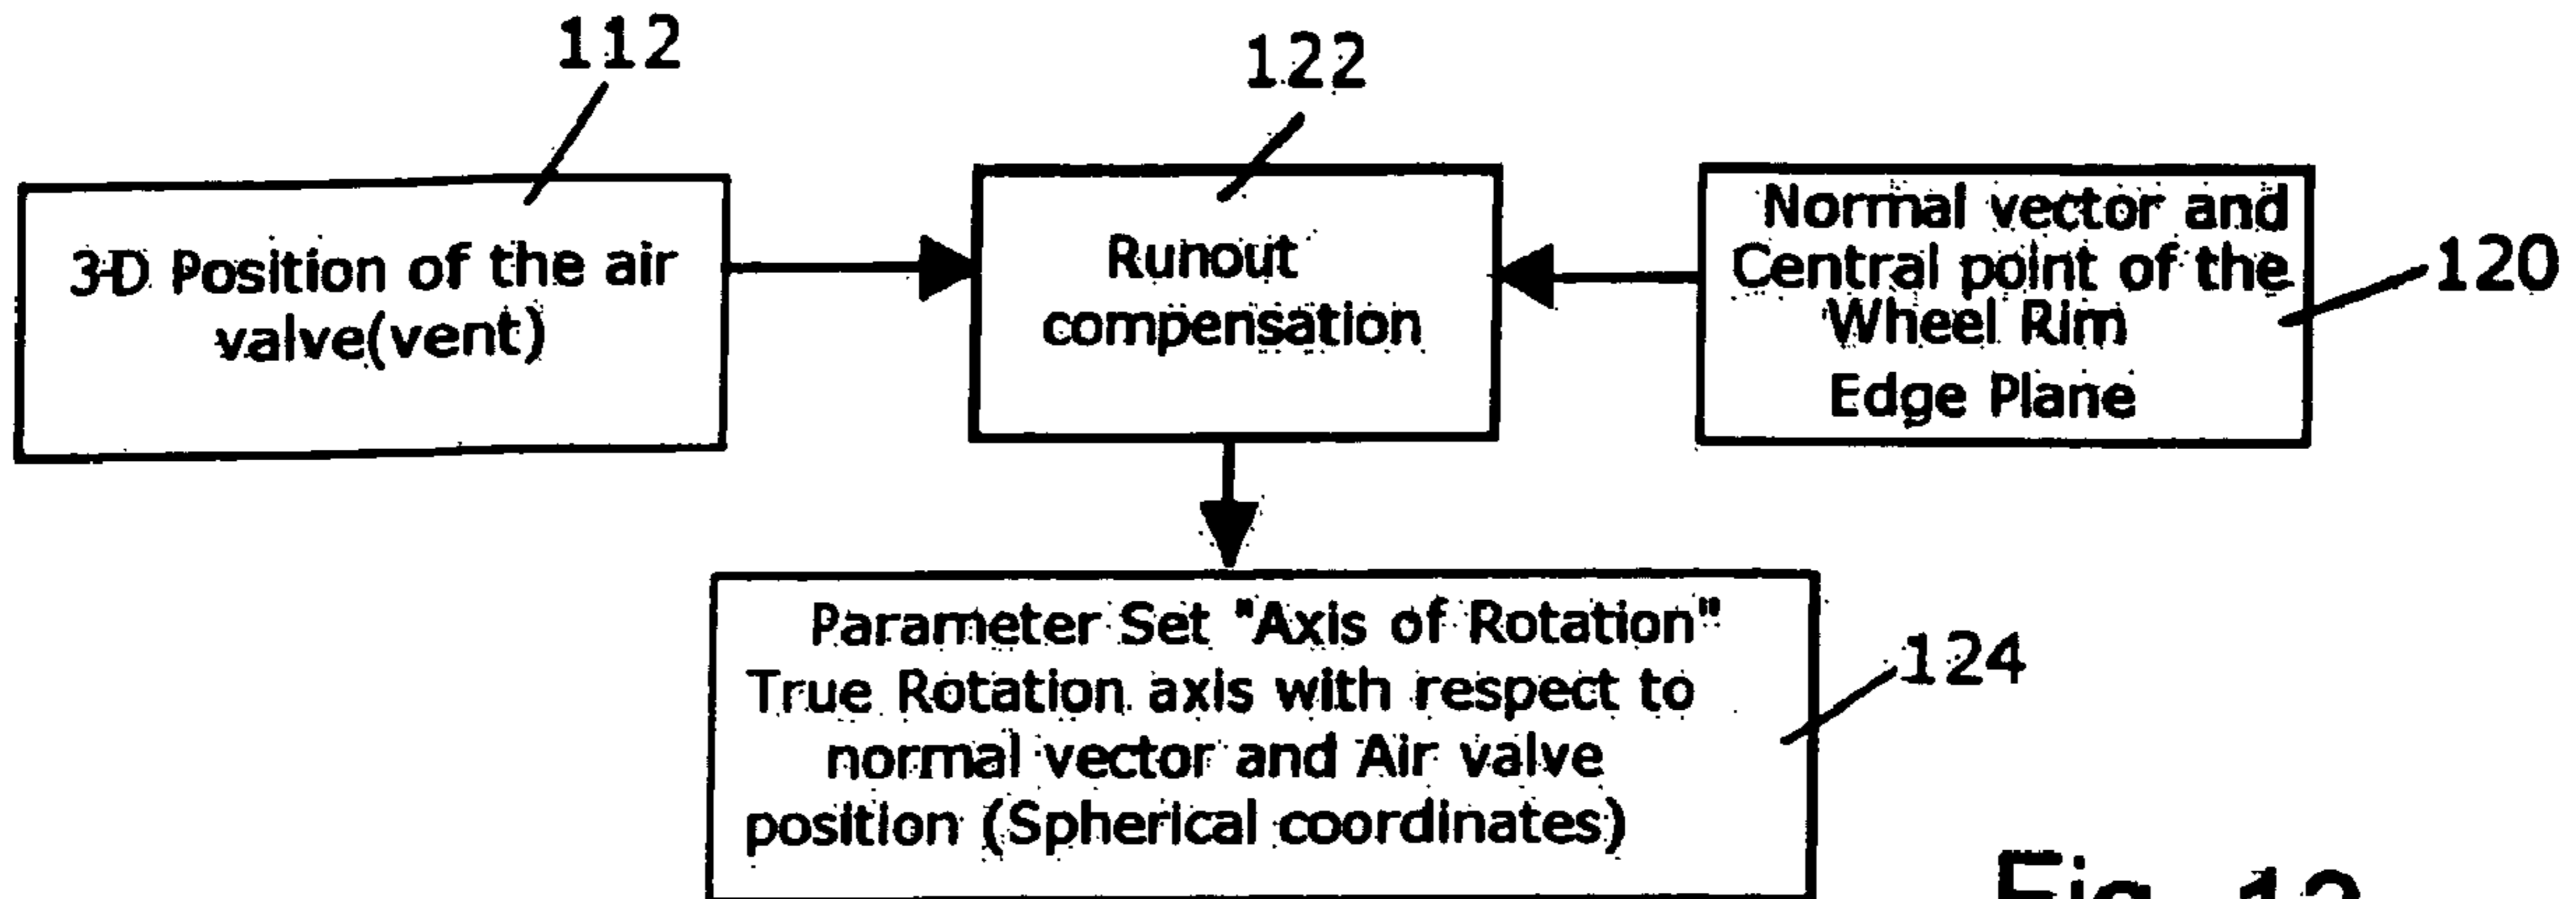 112
122
3-D Position of the air
valve(vent)
Runout
compensation
Normal vector and
Central point of the
Wheel Rim
Edge Plane
120
Parameter Set "Axis of Rotation"
True Rotation axis with respect to
normal vector and Air valve
position (Spherical coordinates)
124
Fig.